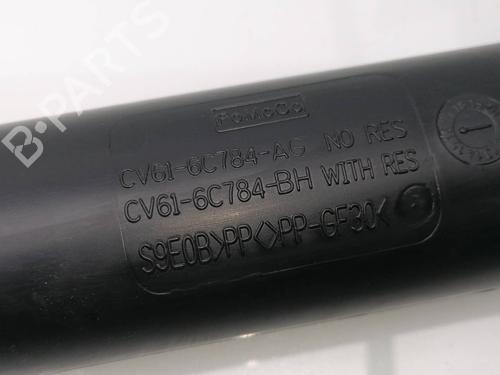 B-PARTS
FoMoCo
CV61-6C784-AG NO RES
CV61-6C784-BH WITH RES
S9E0B>PP<>PP-GF30<